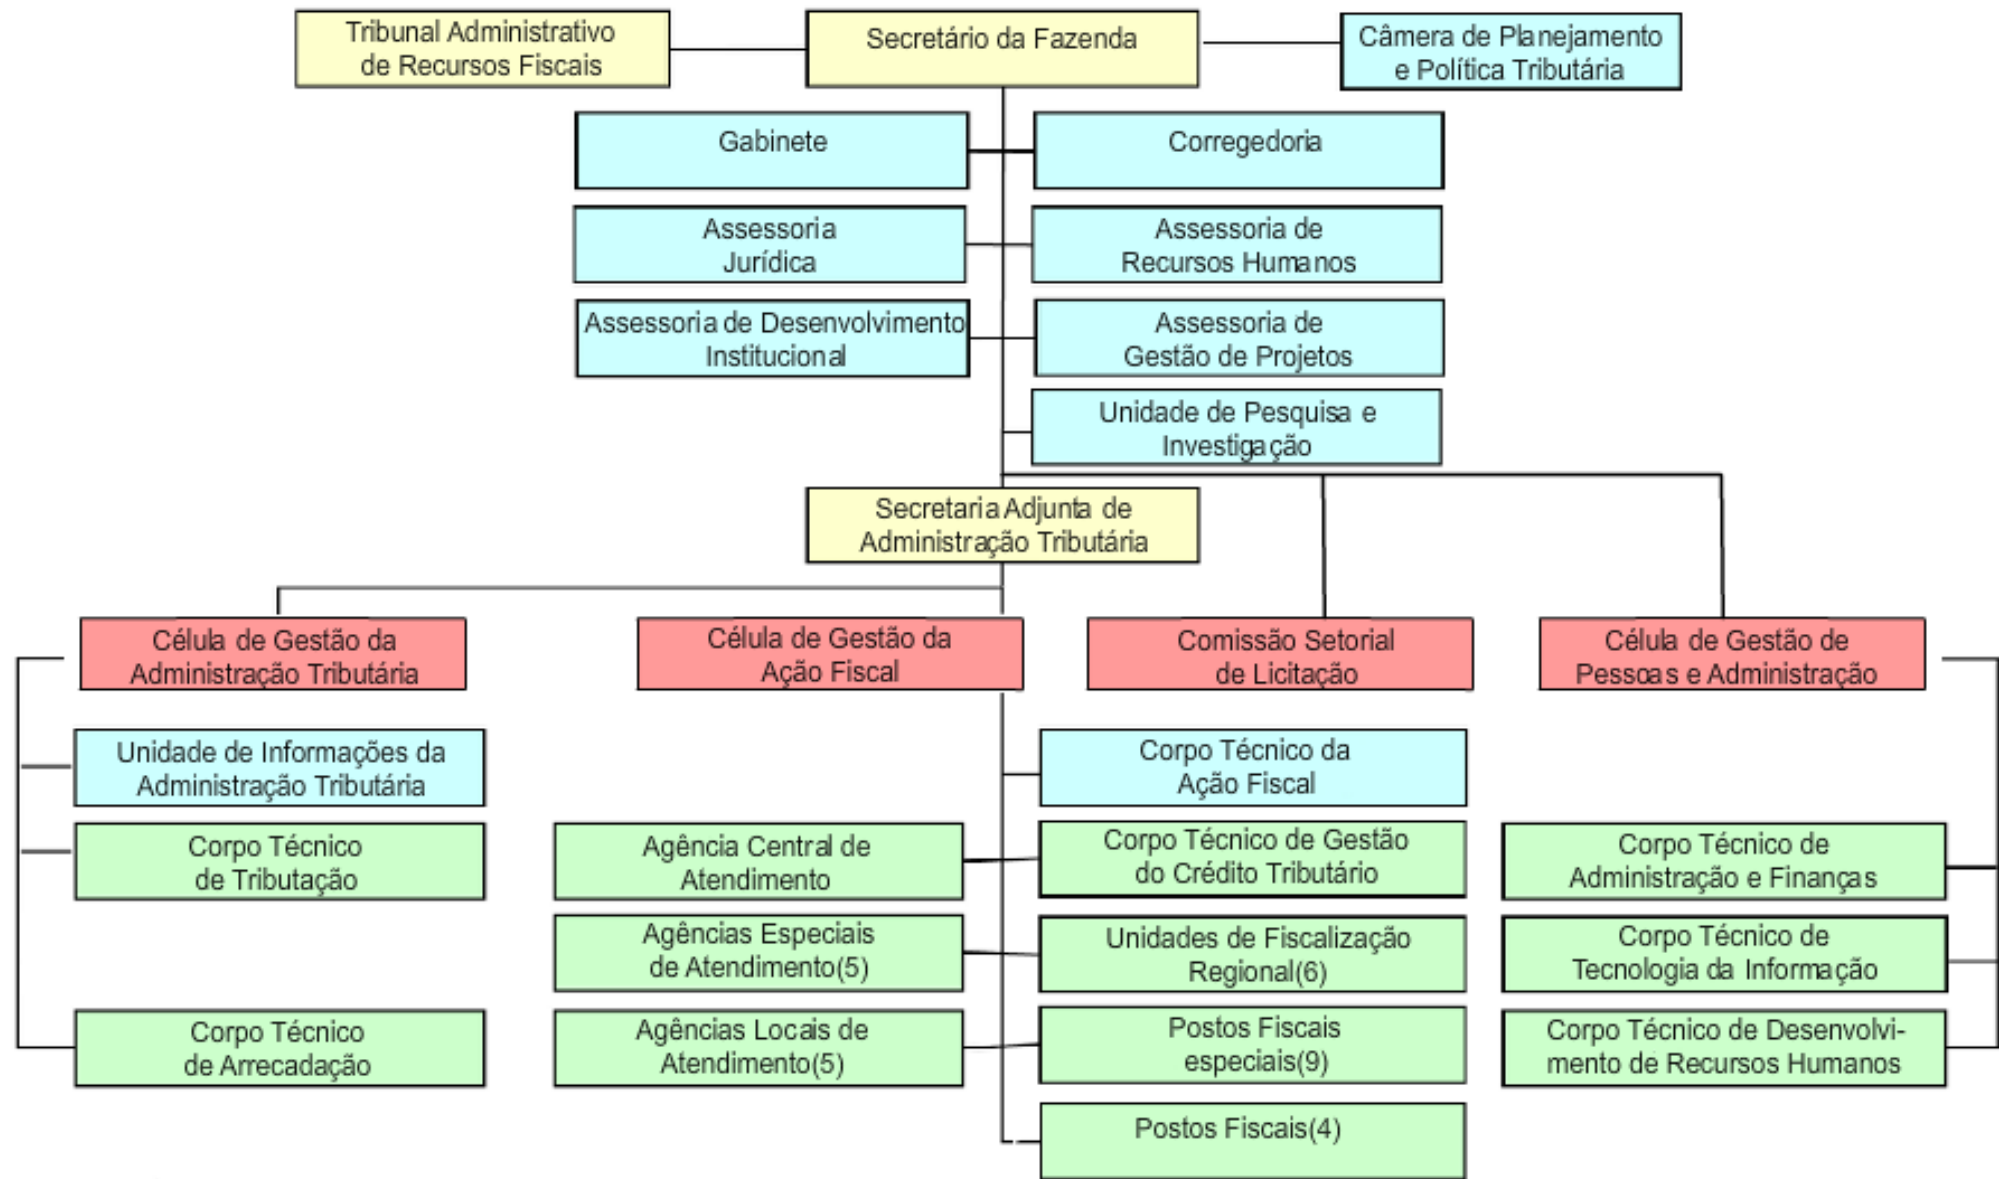 Tribunal Administrativo
de Recursos Fiscais
Secretário da Fazenda
Câmera de Planejamento
e Política Tributária
Gabinete
Corregedoria
Assessoria
Jurídica
Assessoria de
Recursos Humanos
Assessoria de Desenvolvimento
Institucional
Assessoria de
Gestão de Projetos
Unidade de Pesquisa e
Investigação
Secretaria Adjunta de
Administração Tributária
Célula de Gestão da
Administração Tributária
Célula de Gestão da
Ação Fiscal
Comissão Setorial
de Licitação
Célula de Gestão de
Pessoas e Administração
Unidade de Informações da
Administração Tributária
Corpo Técnico
de Tributação
Corpo Técnico
de Arrecadação
Agência Central de
Atendimento
Agências Especiais
de Atendimento(5)
Agências Locais de
Atendimento(5)
Corpo Técnico da
Ação Fiscal
Corpo Técnico de Gestão
do Crédito Tributário
Unidades de Fiscalização
Regional(6)
Postos Fiscais
especiais(9)
Postos Fiscais(4)
Corpo Técnico de
Administração e Finanças
Corpo Técnico de
Tecnologia da Informação
Corpo Técnico de Desenvolvi-
mento de Recursos Humanos